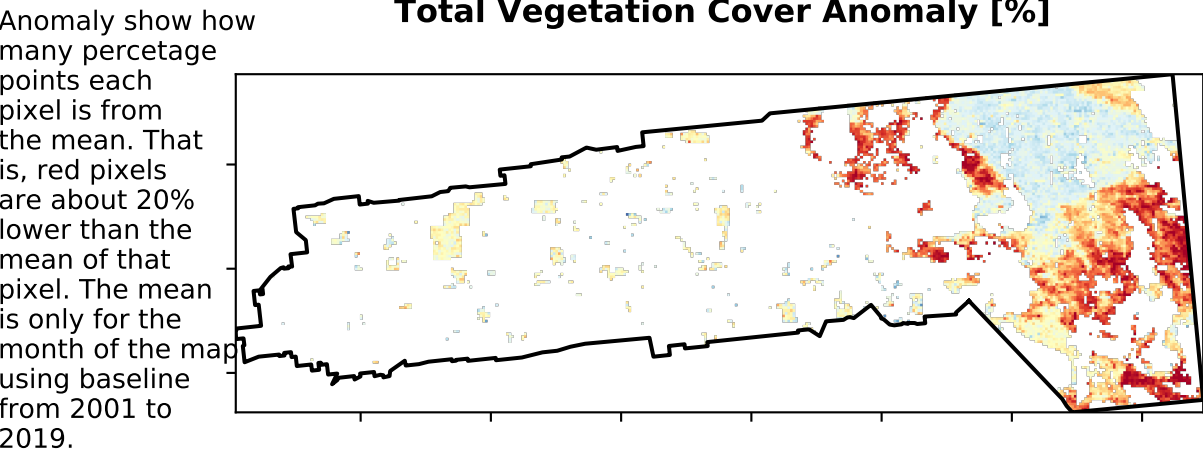 Total Vegetation Cover Anomaly [%]
Anomaly show how
many percetage
points each
pixel is from
the mean. That
is, red pixels
are about 20%
lower than the
mean of that
pixel. The mean
is only for the
month of the map
using baseline
from 2001 to
2019.